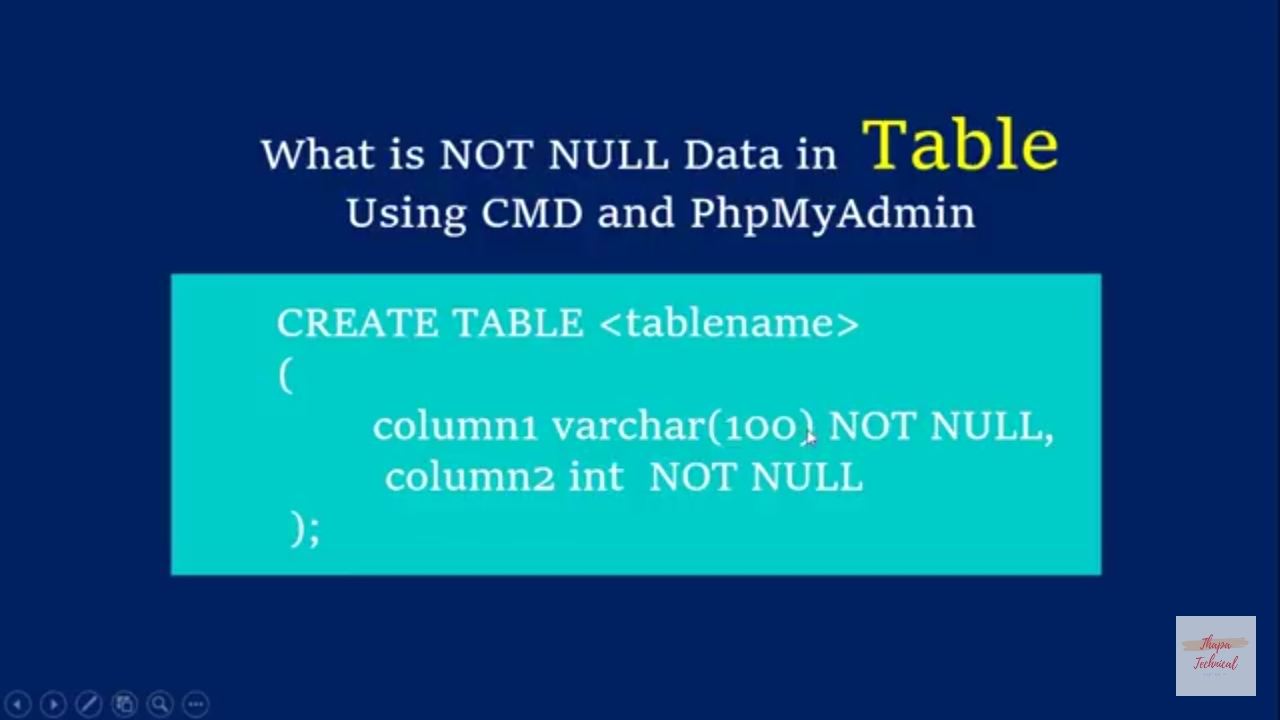 What is NOT NULL Data in Table
Using CMD and PhpMyAdmin
CREATE TABLE <tablename>
(
column1 varchar(100) NOT NULL,
column2 int NOT NULL
);
Thapa
Technical